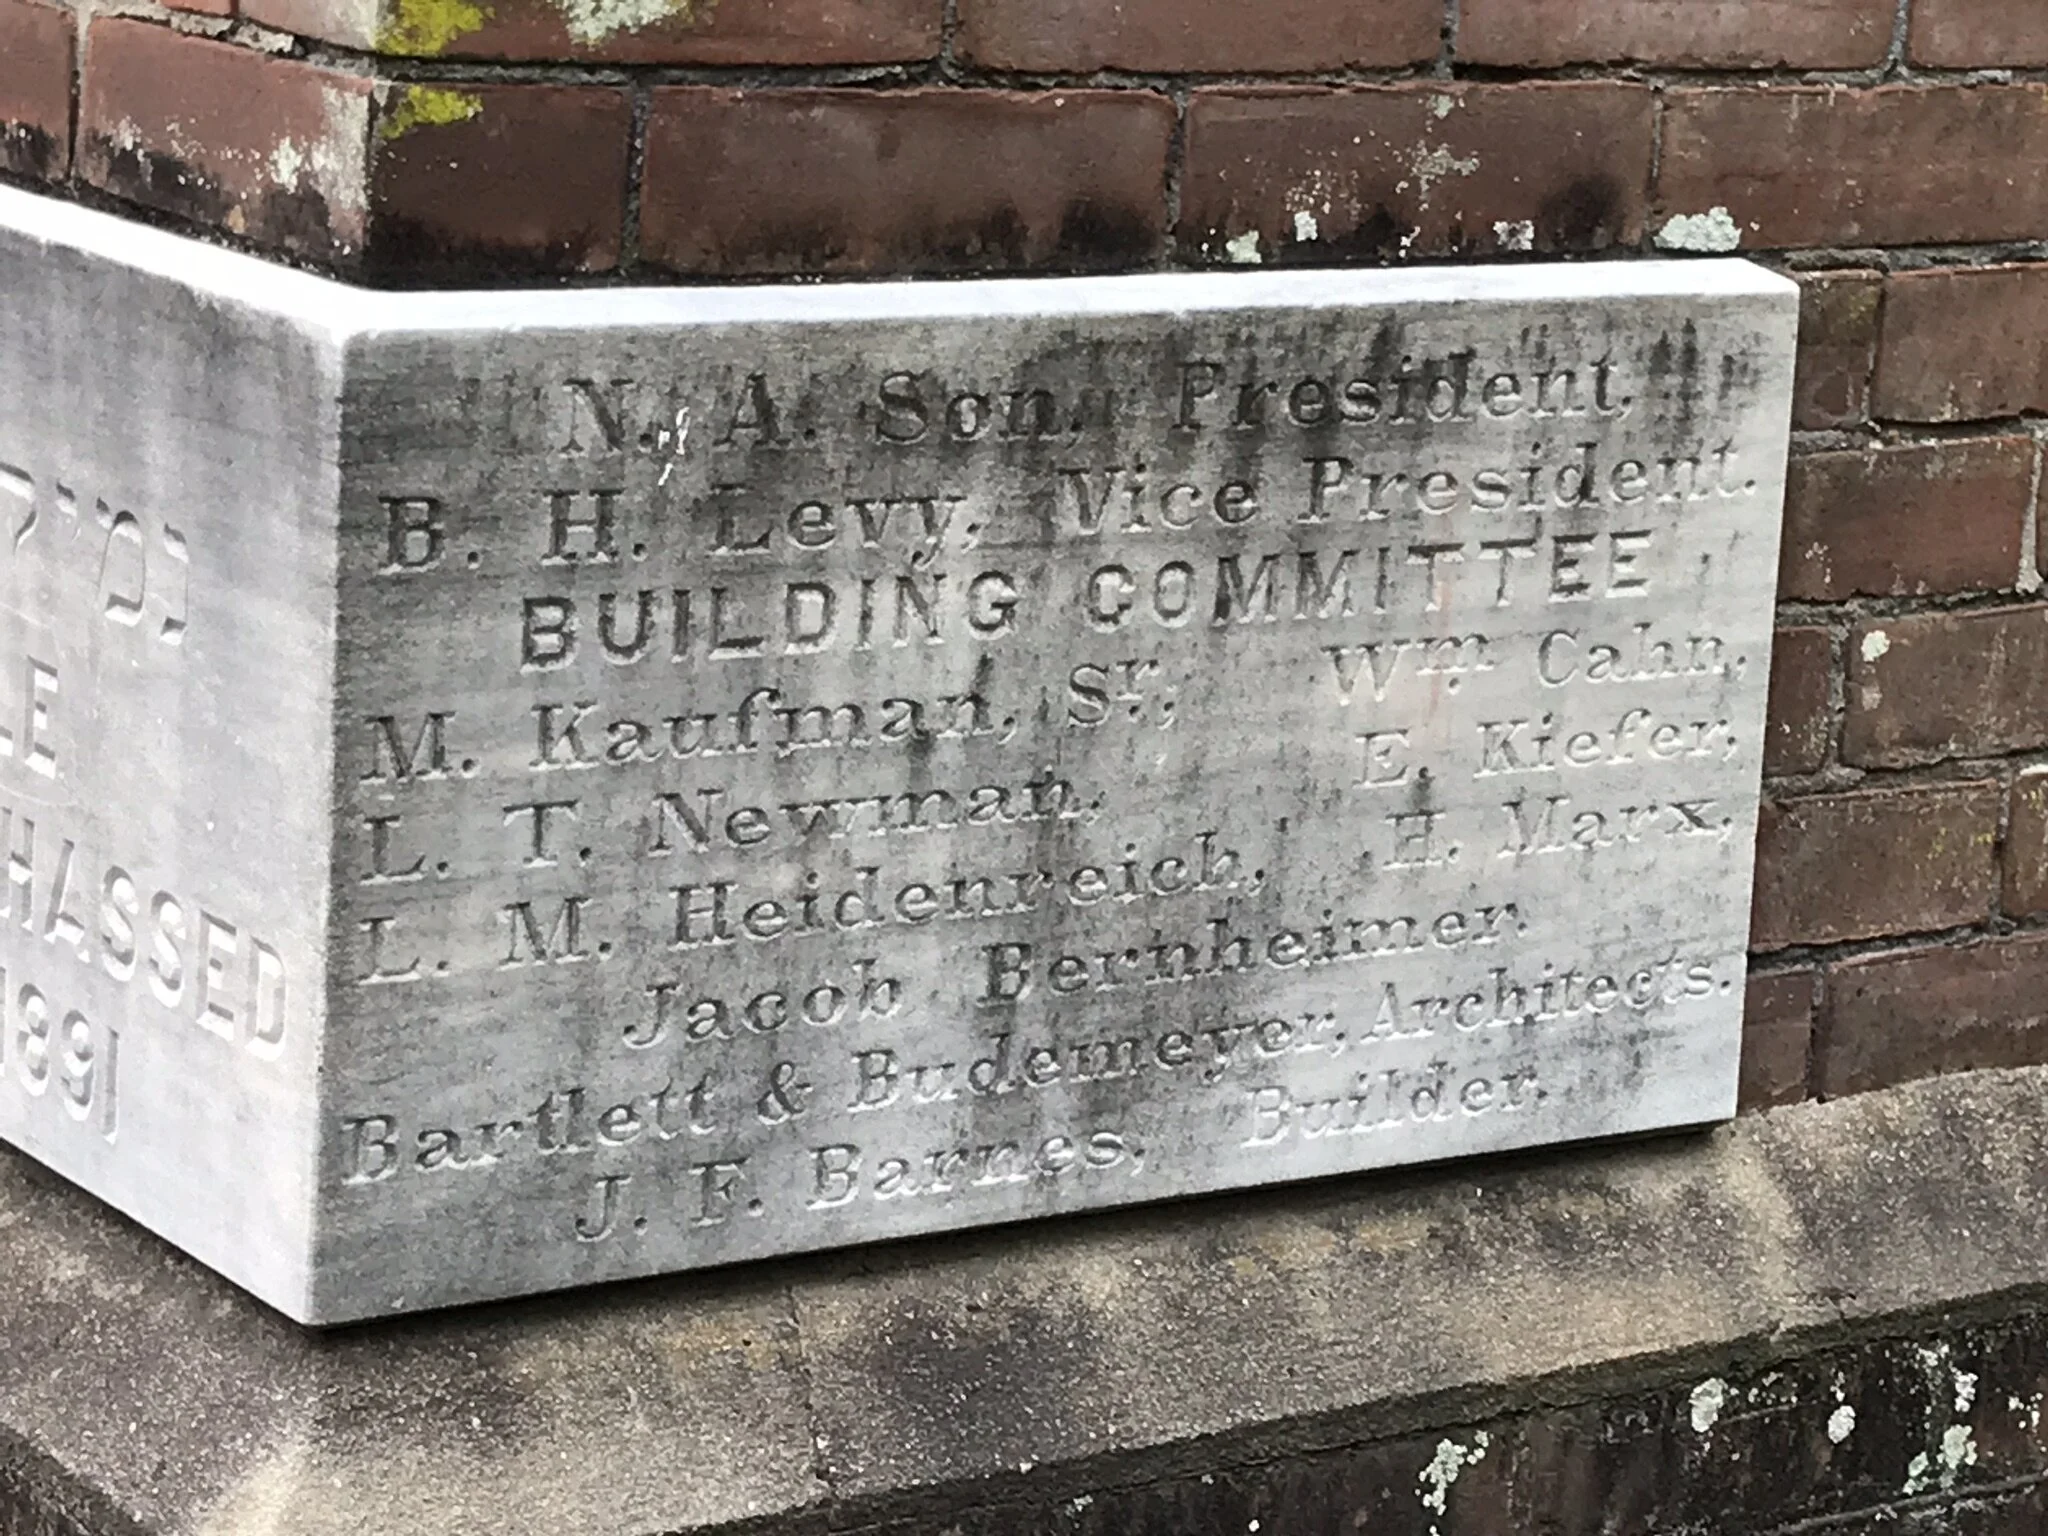 נמיק
LE
HASSED
1891
N. A. Son, President,
B. H. Levy, Vice President.
BUILDING COMMITTEE
M. Kaufman, Sr., Wm. Cahn,
L. T. Newman, E. Kiefer,
L. M. Heidenreich, H. Marx,
Jacob Bernheimer.
Bartlett & Budemeyer, Architects.
J. F. Barnes, Builder.